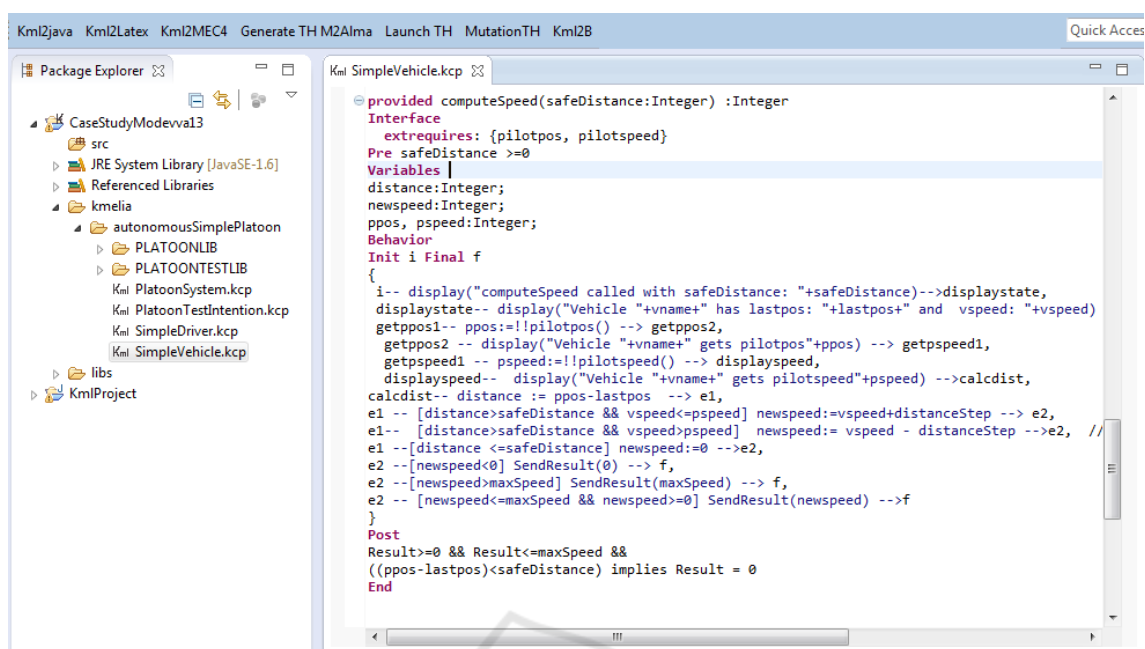 Kml2java Kml2Latex Kml2MEC4 Generate TH M2Alma Launch TH MutationTH Kml2B
Quick Acces
Package Explorer
CaseStudyModevva13
src
JRE System Library [JavaSE-1.6]
Referenced Libraries
kmelia
autonomousSimplePlatoon
PLATOONLIB
PLATOONTESTLIB
Kml PlatoonSystem.kcp
Kml PlatoonTestIntention.kcp
Kml SimpleDriver.kcp
Kml SimpleVehicle.kcp
libs
KmlProject
Kml SimpleVehicle.kcp
provided computeSpeed(safeDistance:Integer) :Integer
Interface
extrequires: {pilotpos, pilotspeed}
Pre safeDistance >=0
Variables
distance:Integer;
newspeed:Integer;
ppos, pspeed:Integer;
Behavior
Init i Final f
{
i-- display("computeSpeed called with safeDistance: "+safeDistance)-->displaystate,
displaystate-- display("Vehicle "+vname+" has lastpos: "+lastpos+" and  vspeed: "+vspeed)
getppos1-- ppos:=!!pilotpos() --> getppos2,
getppos2 -- display("Vehicle "+vname+" gets pilotpos"+ppos) --> getpspeed1,
getpspeed1 -- pspeed:=!!pilotspeed() --> displayspeed,
displayspeed--  display("Vehicle "+vname+" gets pilotspeed"+pspeed) -->calcdist,
calcdist-- distance := ppos-lastpos  --> e1,
e1 -- [distance>safeDistance && vspeed<=pspeed] newspeed:=vspeed+distanceStep --> e2,
e1--  [distance>safeDistance && vspeed>pspeed]  newspeed:= vspeed - distanceStep -->e2,  //
e1 --[distance <=safeDistance] newspeed:=0 -->e2,
e2 --[newspeed<0] SendResult(0) --> f,
e2 --[newspeed>maxSpeed] SendResult(maxSpeed) --> f,
e2 -- [newspeed<=maxSpeed && newspeed>=0] SendResult(newspeed) -->f
}
Post
Result>=0 && Result<=maxSpeed &&
((ppos-lastpos)<safeDistance) implies Result = 0
End